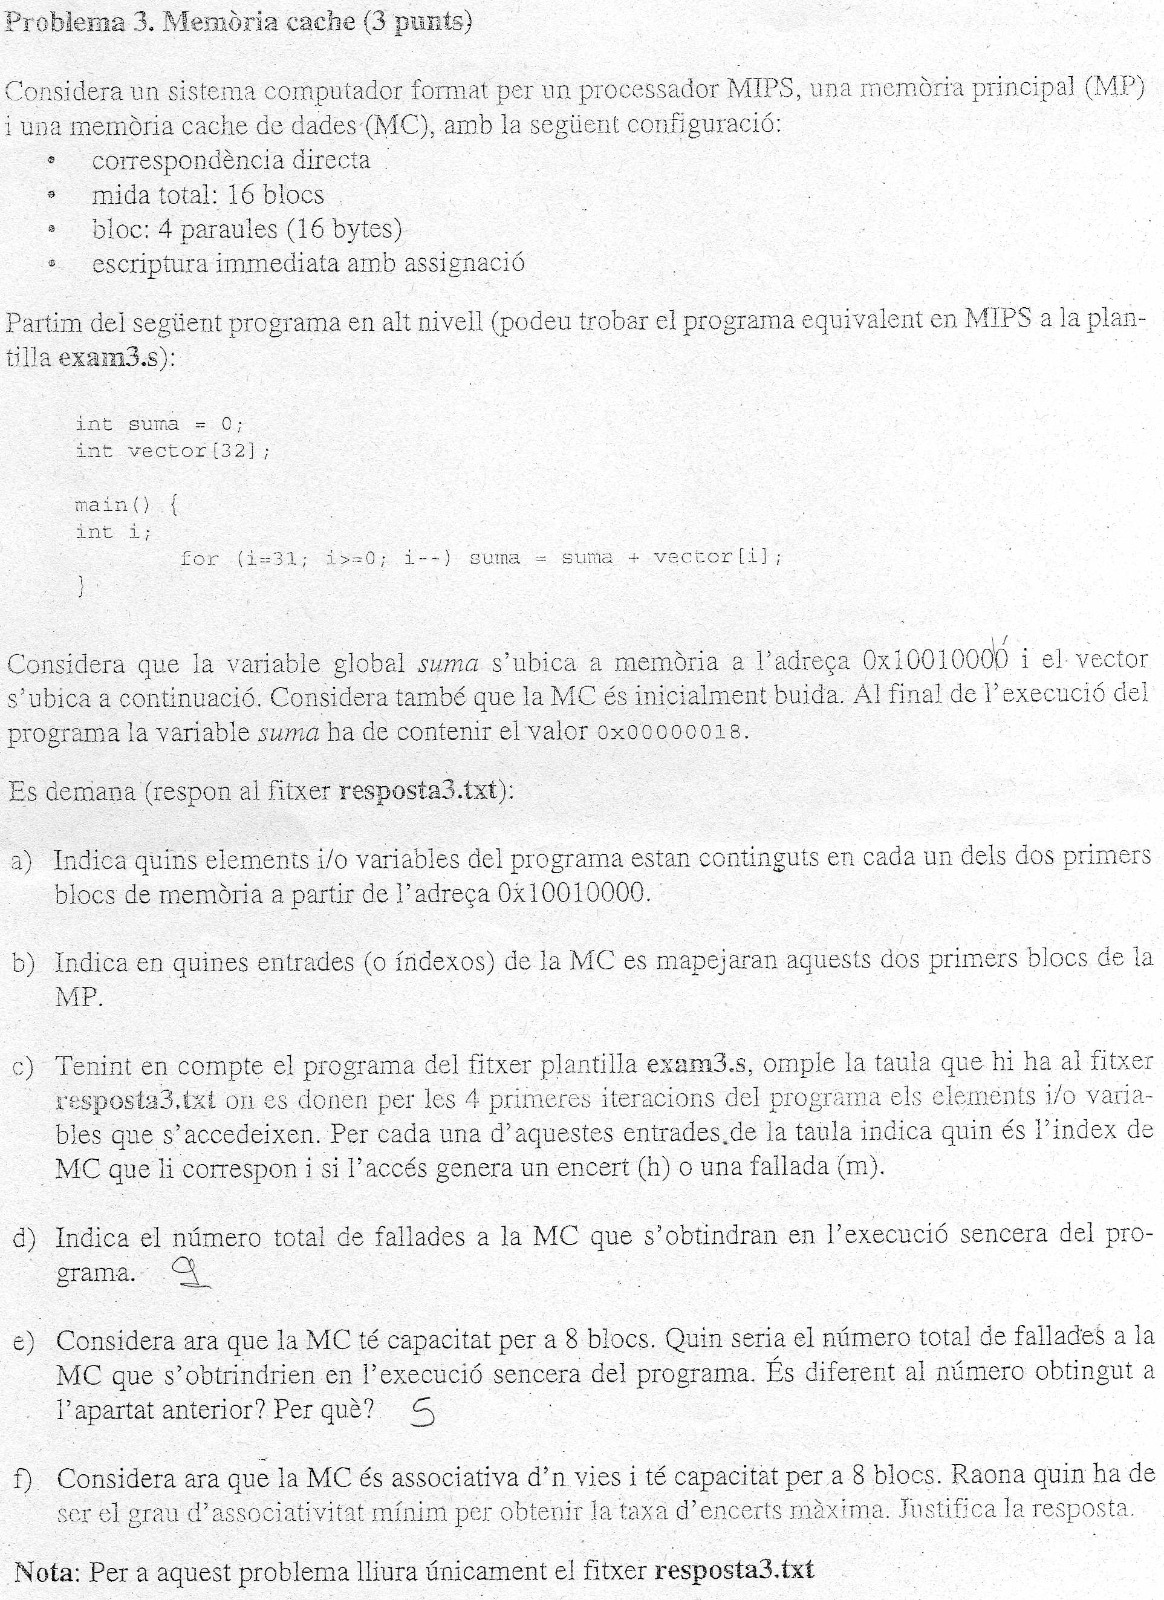 Problema 3. Memòria cache (3 punts)
Considera un sistema computador format per un processador MIPS, una memòria principal (MP)
i una memòria cache de dades (MC), amb la següent configuració:
• correspondència directa
• mida total: 16 blocs
• bloc: 4 paraules (16 bytes)
• escriptura immediata amb assignació
Partim del següent programa en alt nivell (podeu trobar el programa equivalent en MIPS a la plan-
tilla exam3.s):
int suma = 0;
int vector[32];
main() {
int i;
for (i=31; i>=0; i--) suma = suma + vector[i];
}
Considera que la variable global suma s'ubica a memòria a l'adreça 0x10010000 i el vector
s'ubica a continuació. Considera també que la MC és inicialment buida. Al final de l'execució del
programa la variable suma ha de contenir el valor 0x00000018.
Es demana (respon al fitxer resposta3.txt):
a) Indica quins elements i/o variables del programa estan continguts en cada un dels dos primers
blocs de memòria a partir de l'adreça 0x10010000.
b) Indica en quines entrades (o índexos) de la MC es mapejaran aquests dos primers blocs de la
MP.
c) Tenint en compte el programa del fitxer plantilla exam3.s, omple la taula que hi ha al fitxer
resposta3.txt on es donen per les 4 primeres iteracions del programa els elements i/o varia-
bles que s'accedeixen. Per cada una d'aquestes entrades de la taula indica quin és l'index de
MC que li correspon i si l'accés genera un encert (h) o una fallada (m).
d) Indica el número total de fallades a la MC que s'obtindran en l'execució sencera del pro-
grama. 9
e) Considera ara que la MC té capacitat per a 8 blocs. Quin seria el número total de fallades a la
MC que s'obtrindrien en l'execució sencera del programa. És diferent al número obtingut a
l'apartat anterior? Per què? 5
f) Considera ara que la MC és associativa d'n vies i té capacitat per a 8 blocs. Raona quin ha de
ser el grau d'associativitat mínim per obtenir la taxa d'encerts màxima. Justifica la resposta.
Nota: Per a aquest problema lliura únicament el fitxer resposta3.txt